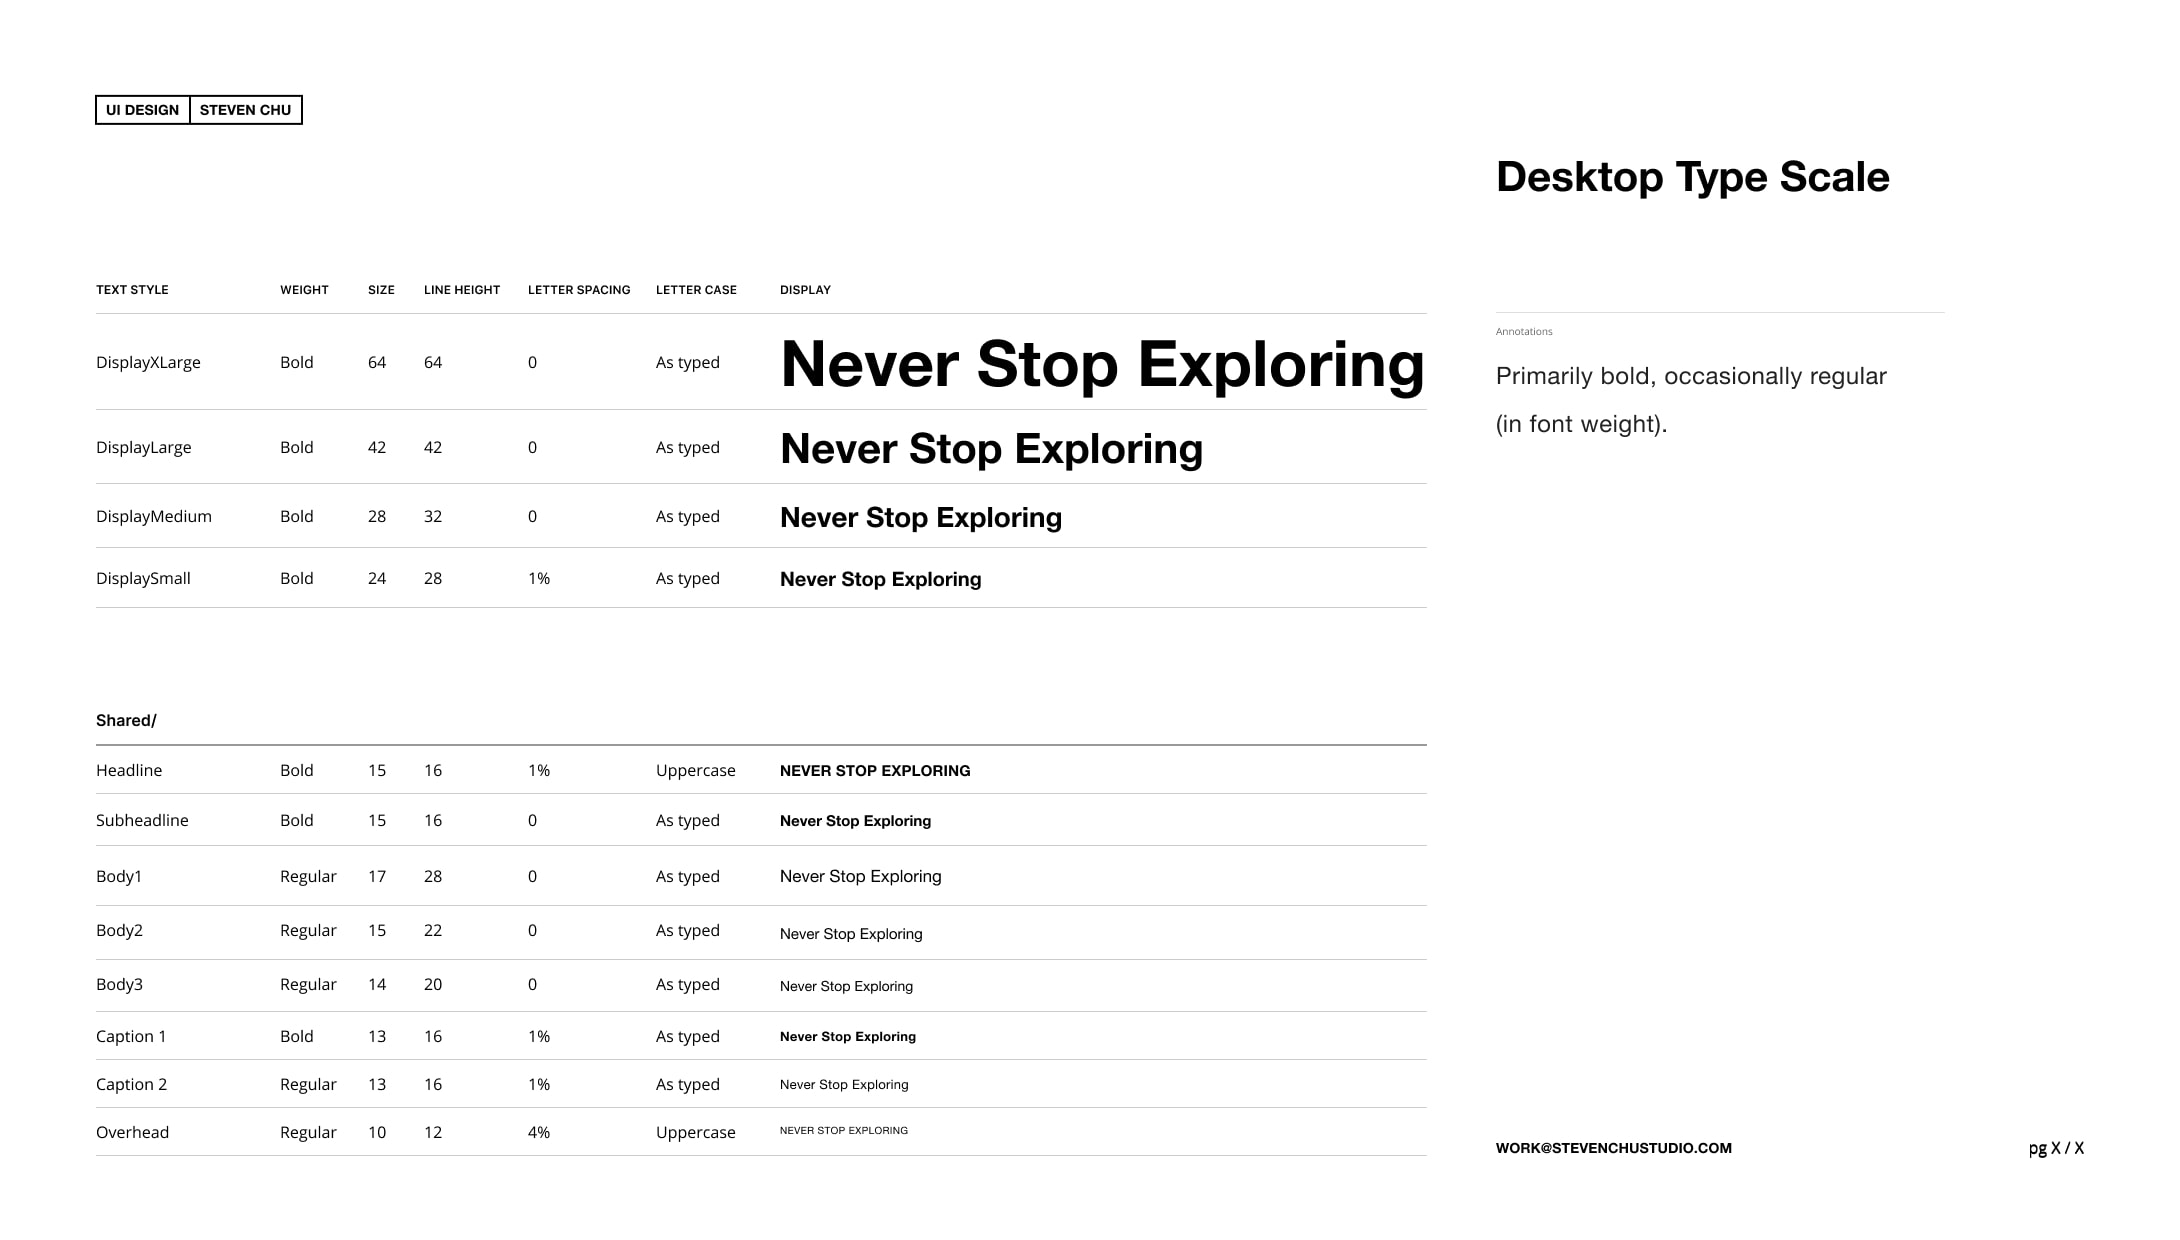 UI DESIGN STEVEN CHU
Desktop Type Scale
TEXT STYLE WEIGHT SIZE LINE HEIGHT LETTER SPACING LETTER CASE DISPLAY
DisplayXLarge Bold 64 64 0 As typed Never Stop Exploring
DisplayLarge Bold 42 42 0 As typed Never Stop Exploring
DisplayMedium Bold 28 32 0 As typed Never Stop Exploring
DisplaySmall Bold 24 28 1% As typed Never Stop Exploring
Shared/
Headline Bold 15 16 1% Uppercase NEVER STOP EXPLORING
Subheadline Bold 15 16 0 As typed Never Stop Exploring
Body1 Regular 17 28 0 As typed Never Stop Exploring
Body2 Regular 15 22 0 As typed Never Stop Exploring
Body3 Regular 14 20 0 As typed Never Stop Exploring
Caption 1 Bold 13 16 1% As typed Never Stop Exploring
Caption 2 Regular 13 16 1% As typed Never Stop Exploring
Overhead Regular 10 12 4% Uppercase NEVER STOP EXPLORING
Annotations
Primarily bold, occasionally regular
(in font weight).
WORK@STEVENCHUSTUDIO.COM
pg X / X